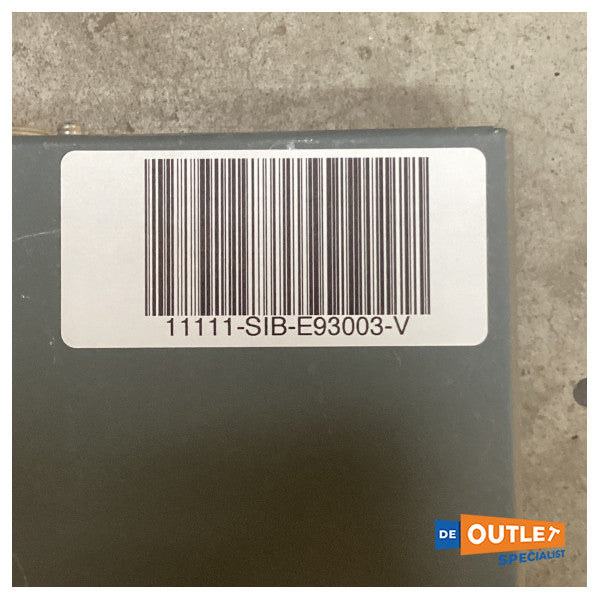 11111-SIB-E93003-V
DE OUTLET
SPECIALIST